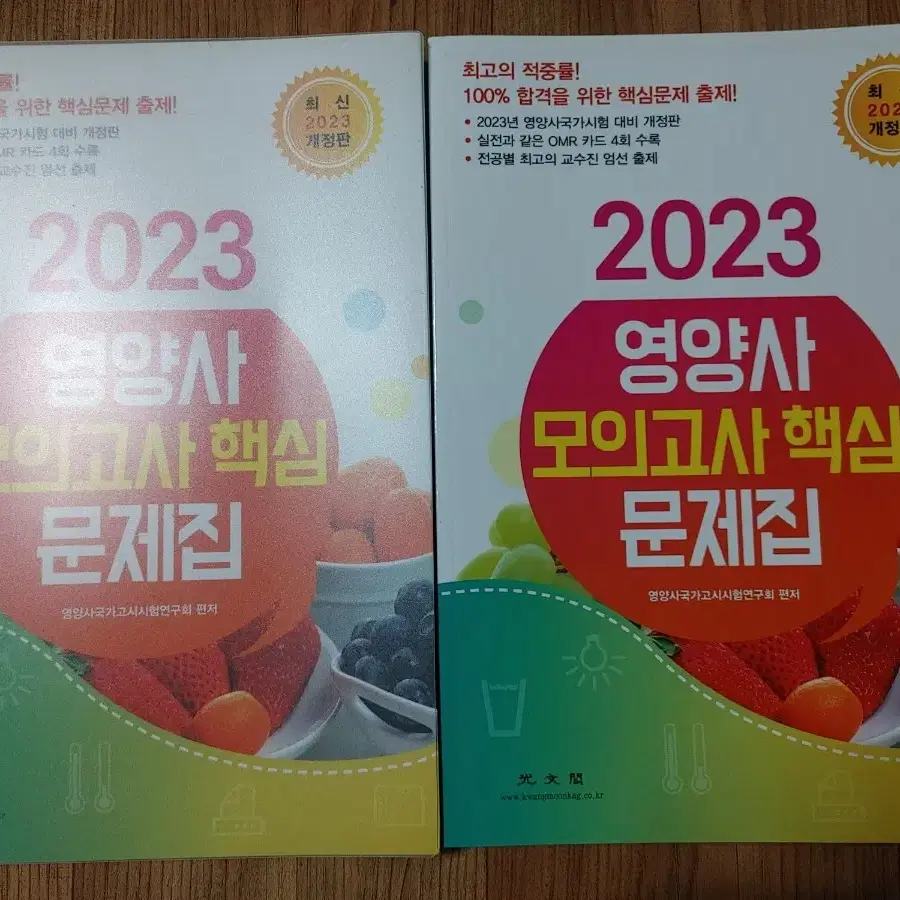 률!
을 위한 핵심문제 출제!
국가시험 대비 개정판
OMR 카드 4회 수록
교수진 엄선 출제
최 신
2023
개정판
2023
영양사
모의고사 핵심
문제집
영양사국가고시시험연구회 편저
최고의 적중률!
100% 합격을 위한 핵심문제 출제!
• 2023년 영양사국가시험 대비 개정판
• 실전과 같은 OMR 카드 4회 수록
• 전공별 최고의 교수진 엄선 출제
최
202
개정
2023
영양사
모의고사 핵심
문제집
영양사국가고시시험연구회 편저
光文閣
www.kwangmoonkag.co.kr